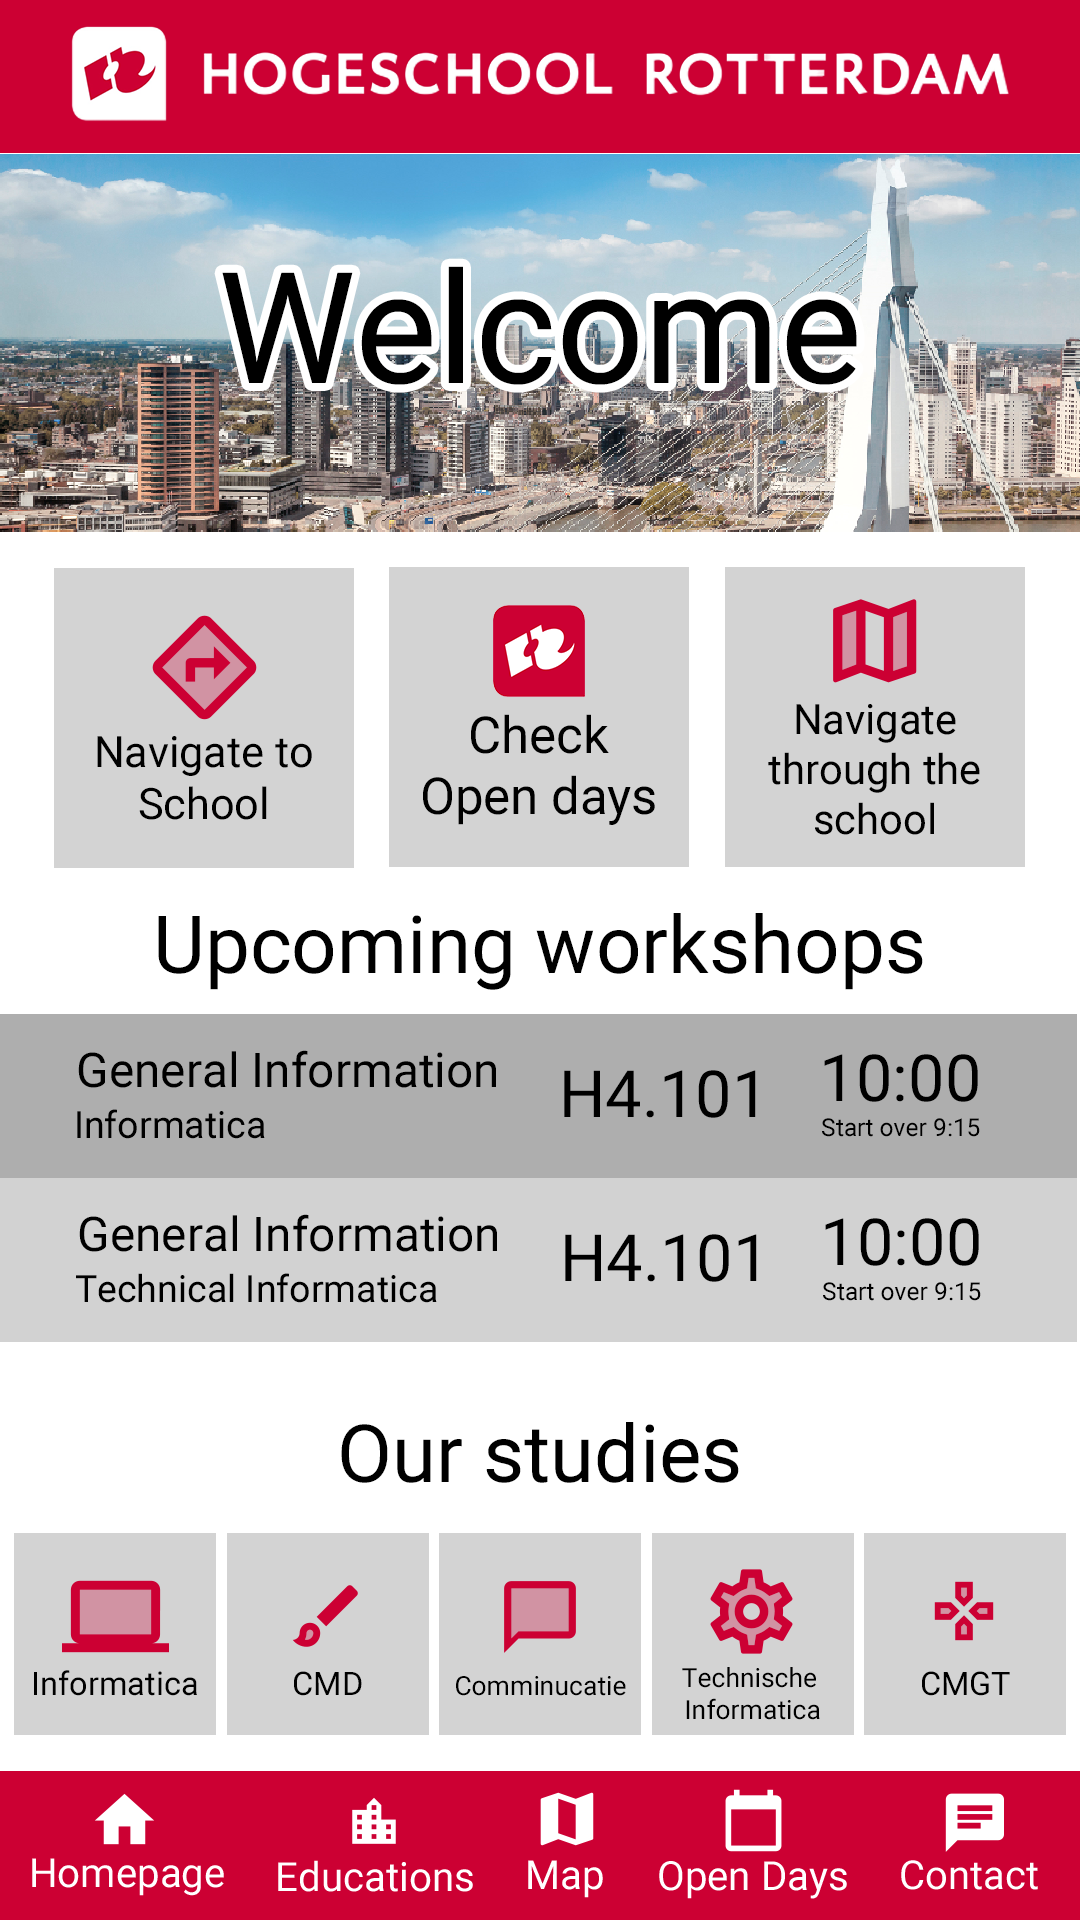 HOGESCHOOL ROTTERDAM
Welcome
Navigate to
School
Check
Open days
Navigate
through the
school
Upcoming workshops
General Information
Informatica
H4.101
10:00
Start over 9:15
General Information
Technical Informatica
H4.101
10:00
Start over 9:15
Our studies
Informatica
CMD
Comminucatie
Technische
Informatica
CMGT
Homepage
Educations
Map
Open Days
Contact